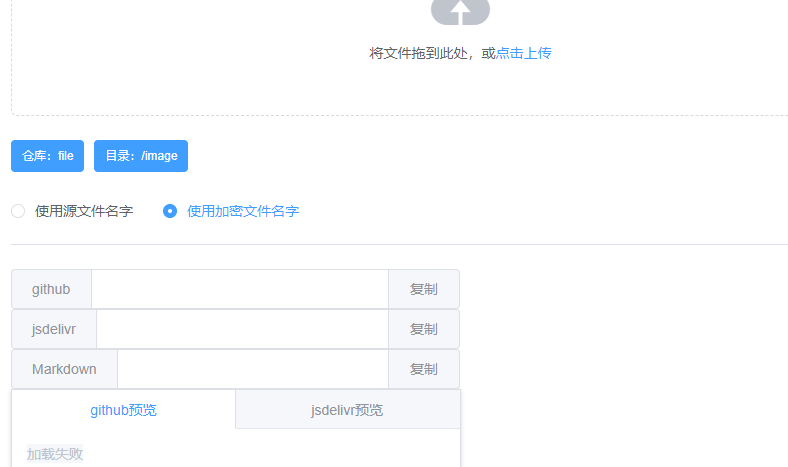 将文件拖到此处，或点击上传
仓库：file 目录：/image
使用源文件名字 使用加密文件名字
github 复制
jsdelivr 复制
Markdown 复制
github预览 jsdelivr预览
加载失败